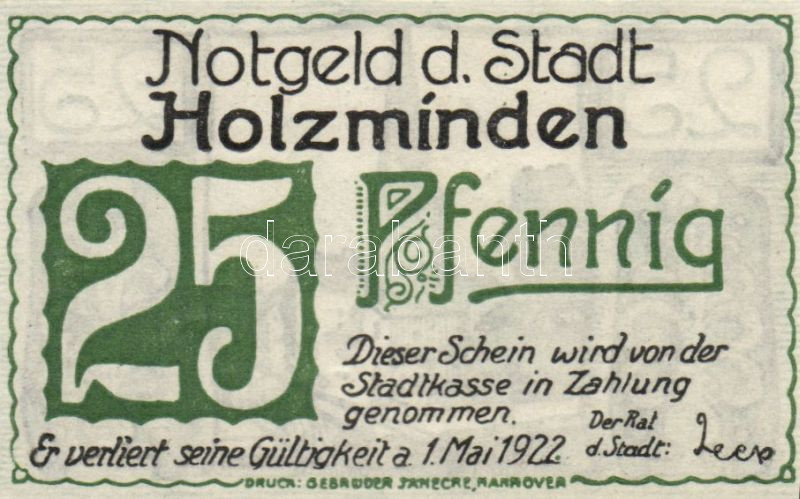 Notgeld d. Stadt
Holzminden
25 Pfennig
darabanth
Dieser Schein wird von der
Stadtkasse in Zahlung
genommen.
Der Rat
d. Stadt:
Er verliert seine Gültigkeit a. 1. Mai 1922
DRUCK: GEBRÜDER JÄNECKE, HANNOVER